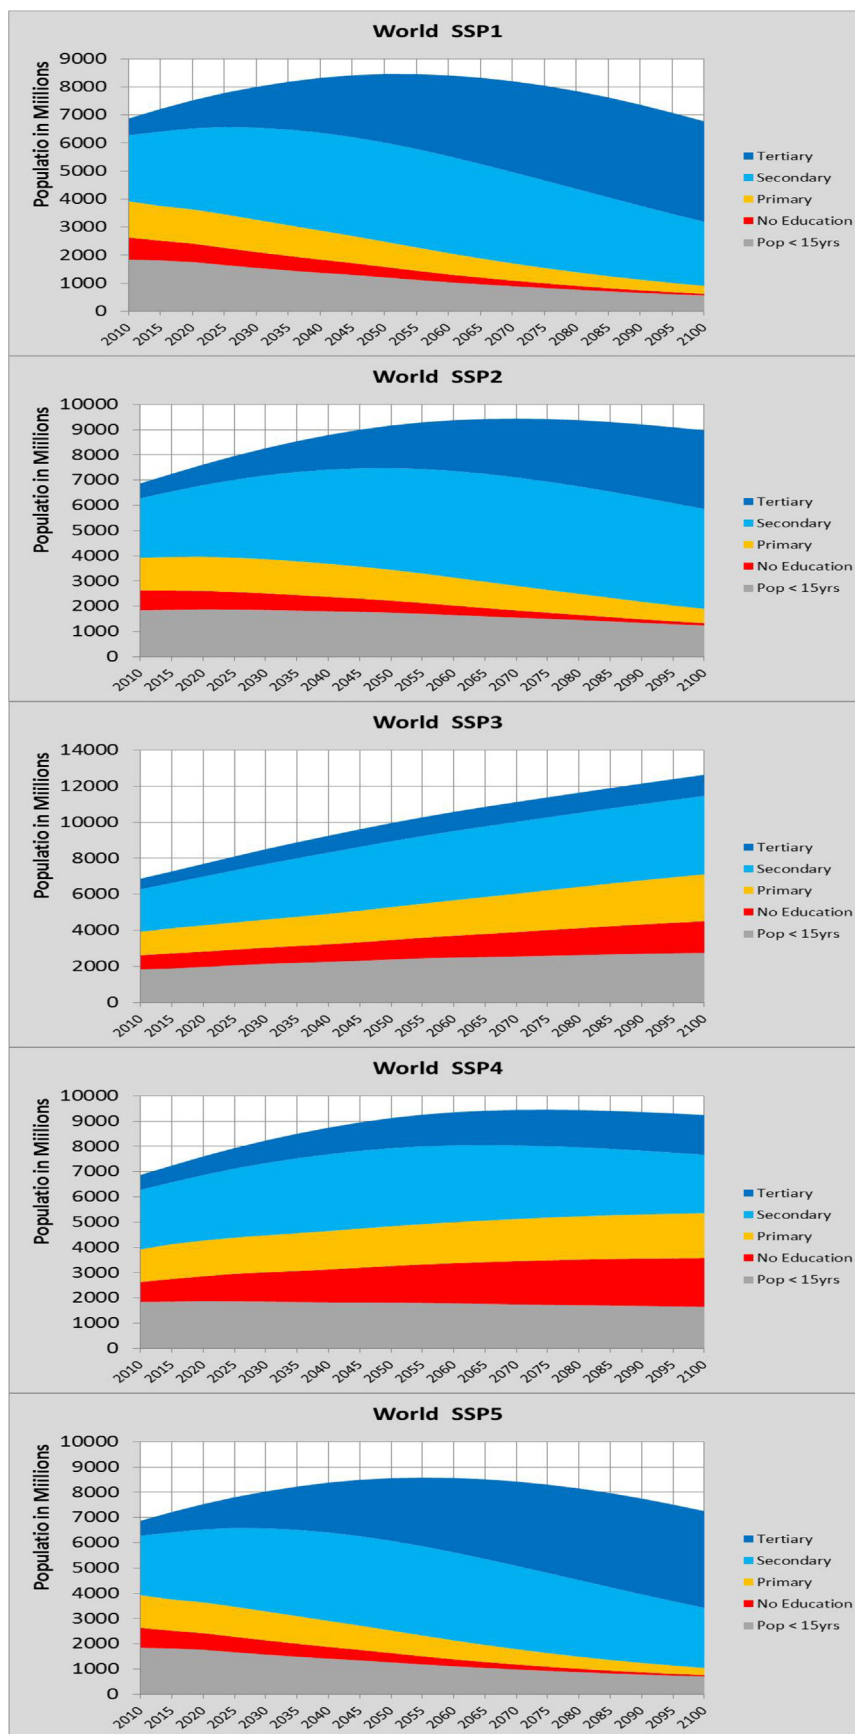 World SSP1
Populatio in Miillions
9000
8000
7000
6000
5000
4000
3000
2000
1000
0
2010 2015 2020 2025 2030 2035 2040 2045 2050 2055 2060 2065 2070 2075 2080 2085 2090 2095 2100
Tertiary
Secondary
Primary
No Education
Pop < 15yrs
World SSP2
Populatio in Miillions
10000
9000
8000
7000
6000
5000
4000
3000
2000
1000
0
2010 2015 2020 2025 2030 2035 2040 2045 2050 2055 2060 2065 2070 2075 2080 2085 2090 2095 2100
Tertiary
Secondary
Primary
No Education
Pop < 15yrs
World SSP3
Populatio in Miillions
14000
12000
10000
8000
6000
4000
2000
0
2010 2015 2020 2025 2030 2035 2040 2045 2050 2055 2060 2065 2070 2075 2080 2085 2090 2095 2100
Tertiary
Secondary
Primary
No Education
Pop < 15yrs
World SSP4
Populatio in Miillions
10000
9000
8000
7000
6000
5000
4000
3000
2000
1000
0
2010 2015 2020 2025 2030 2035 2040 2045 2050 2055 2060 2065 2070 2075 2080 2085 2090 2095 2100
Tertiary
Secondary
Primary
No Education
Pop < 15yrs
World SSP5
Populatio in Miillions
10000
9000
8000
7000
6000
5000
4000
3000
2000
1000
0
2010 2015 2020 2025 2030 2035 2040 2045 2050 2055 2060 2065 2070 2075 2080 2085 2090 2095 2100
Tertiary
Secondary
Primary
No Education
Pop < 15yrs